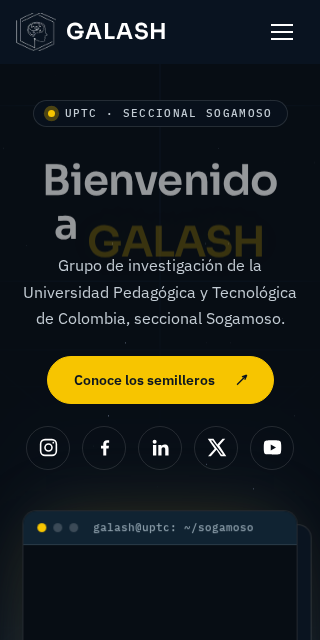 GALASH
UPTC · SECCIONAL SOGAMOSO
Bienvenido
a GALASH
Grupo de investigación de la
Universidad Pedagógica y Tecnológica
de Colombia, seccional Sogamoso.
Conoce los semilleros
galash@uptc: ~/sogamoso